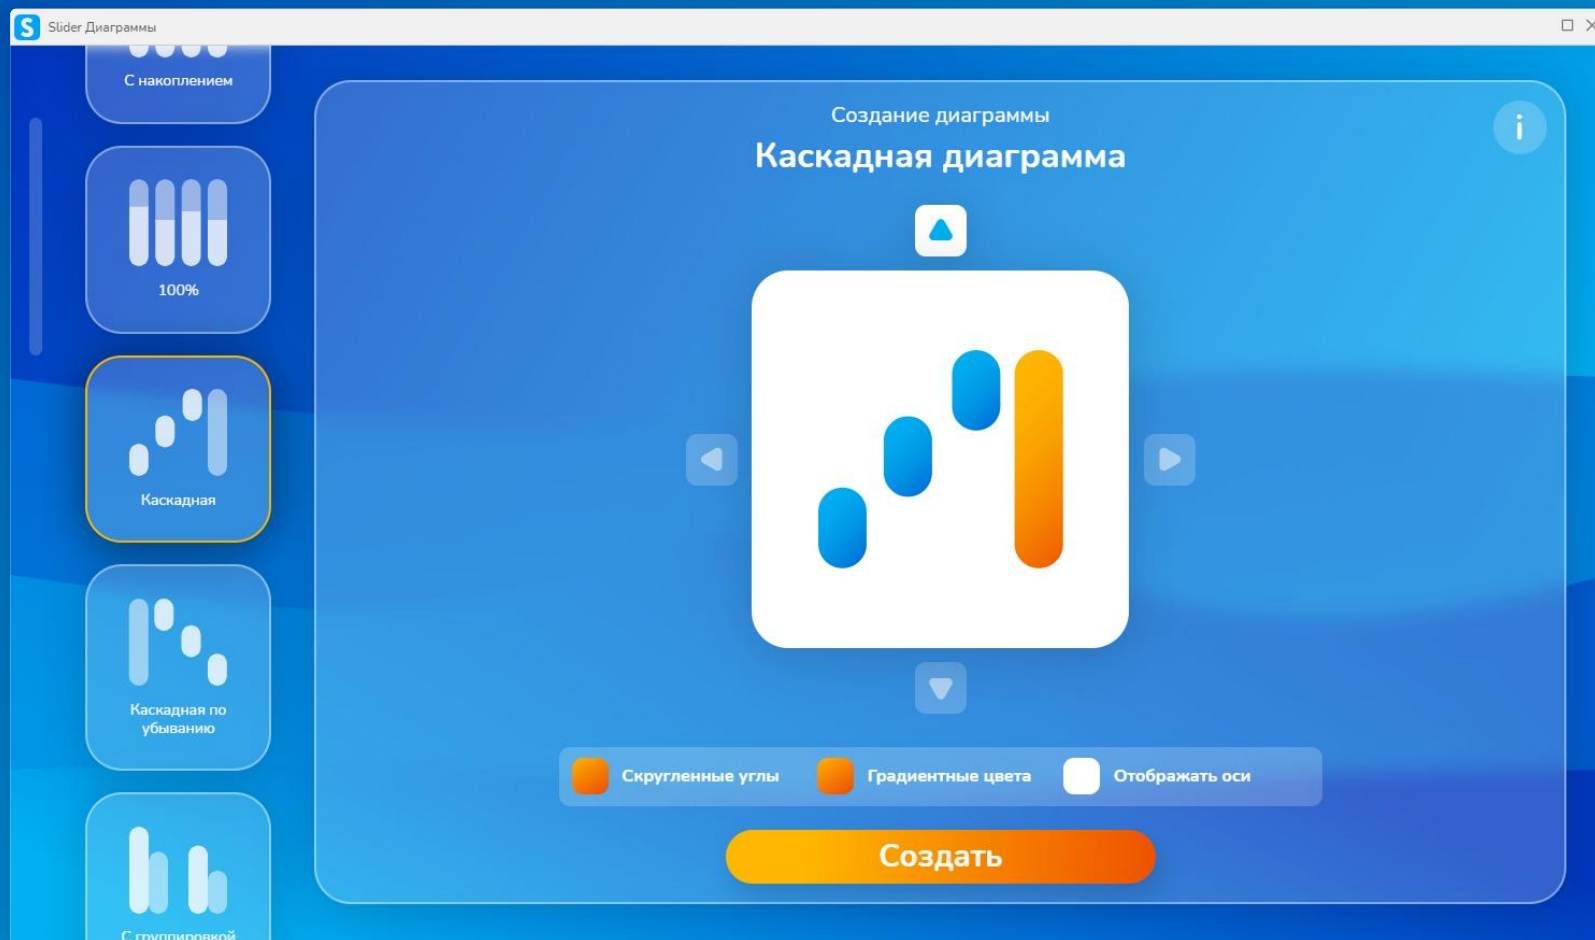 S Slider Диаграммы
С накоплением
100%
Каскадная
Каскадная по
убыванию
С группировкой
Создание диаграммы
Каскадная диаграмма
i
Скругленные углы
Градиентные цвета
Отображать оси
Создать